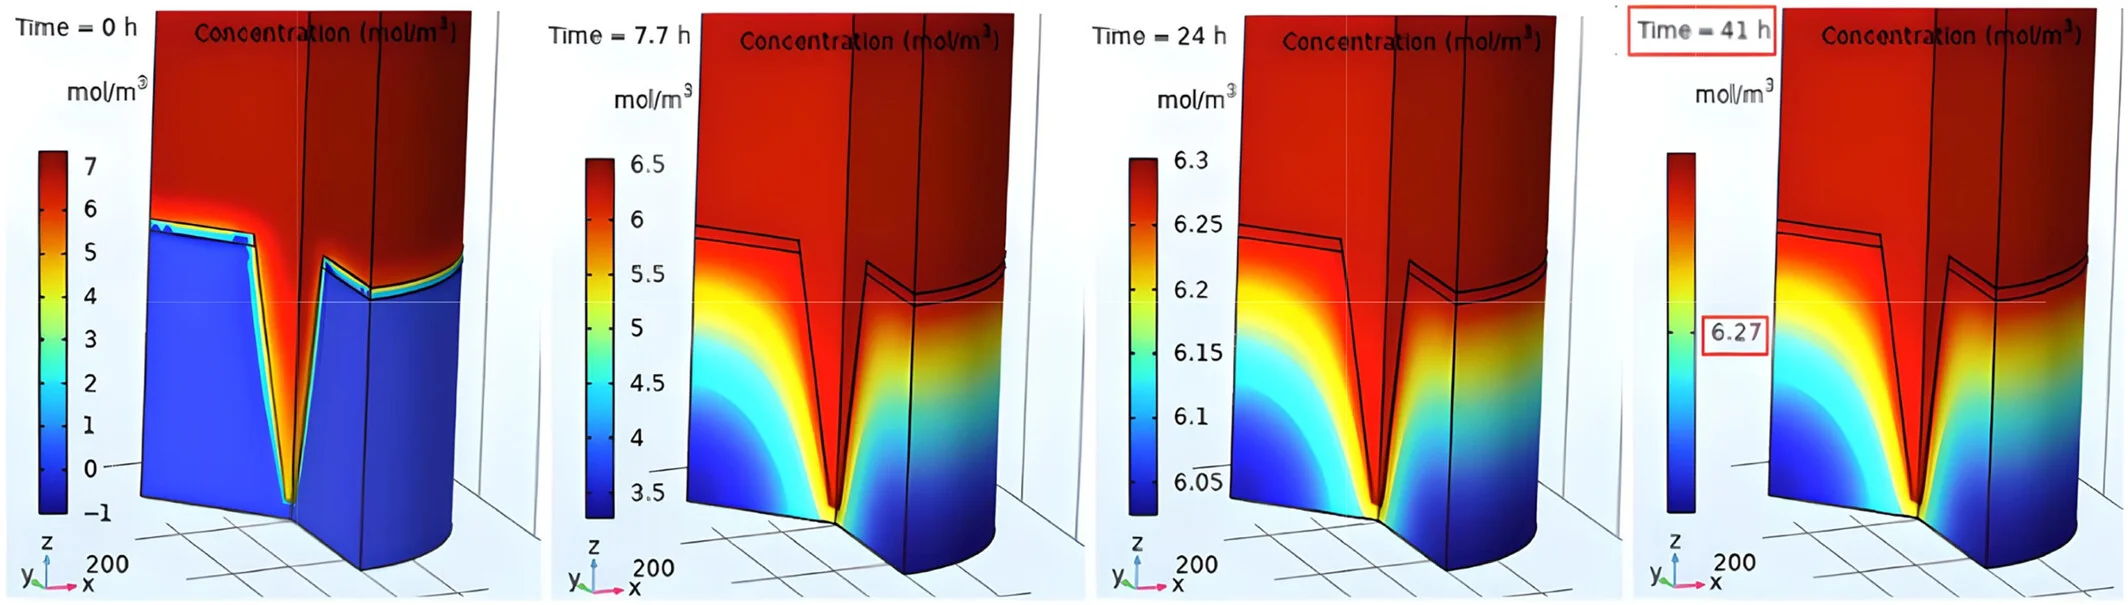 Time = 0 h
Concentration (mol/m³)
mol/m³
7
6
5
4
3
2
1
0
−1
z
y
x
200
Time = 7.7 h
Concentration (mol/m³)
mol/m³
6.5
6
5.5
5
4.5
4
3.5
z
y
x
200
Time = 24 h
Concentration (mol/m³)
mol/m³
6.3
6.25
6.2
6.15
6.1
6.05
z
y
x
200
Time = 41 h
Concentration (mol/m³)
mol/m³
6.27
z
y
x
200